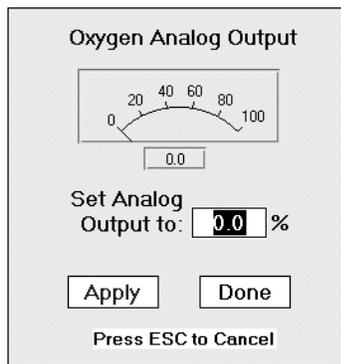 Oxygen Analog Output
0 20 40 60 80 100
0.0
Set Analog
Output to: 0.0 %
Apply Done
Press ESC to Cancel